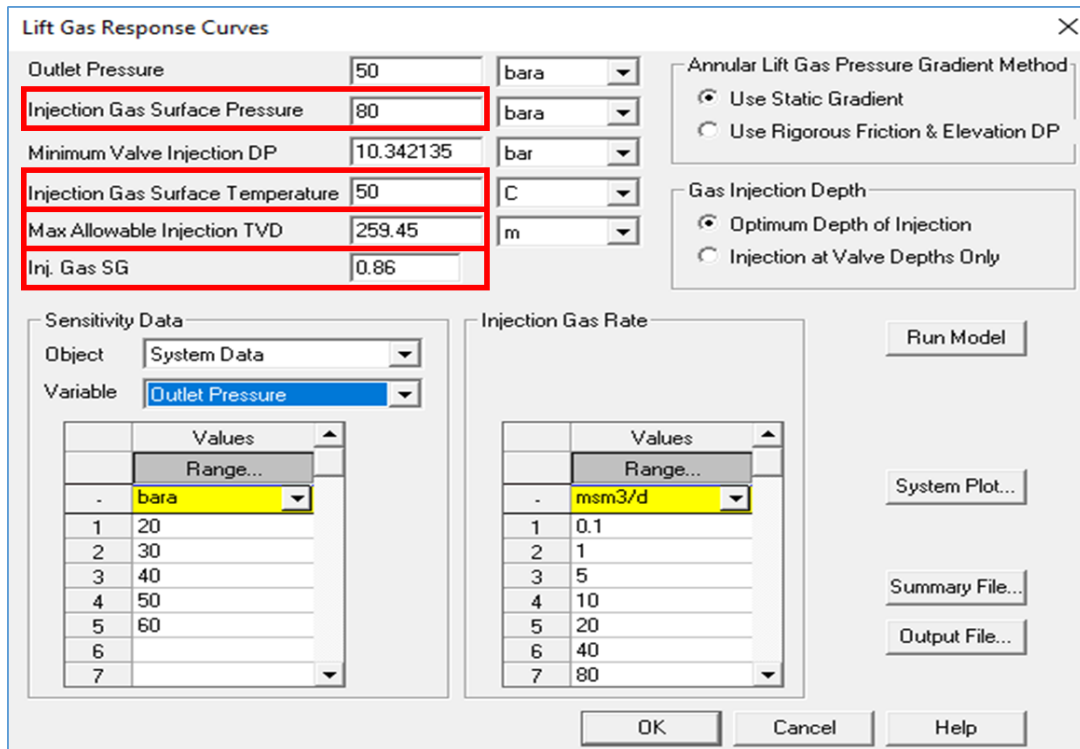 Lift Gas Response Curves
Outlet Pressure 50 bara
Injection Gas Surface Pressure 80 bara
Minimum Valve Injection DP 10.342135 bar
Injection Gas Surface Temperature 50 C
Max Allowable Injection TVD 259.45 m
Inj. Gas SG 0.86
Annular Lift Gas Pressure Gradient Method
Use Static Gradient
Use Rigorous Friction & Elevation DP
Gas Injection Depth
Optimum Depth of Injection
Injection at Valve Depths Only
Sensitivity Data
Object System Data
Variable Outlet Pressure
Values
Range...
- bara
1 20
2 30
3 40
4 50
5 60
6
7
Injection Gas Rate
Values
Range...
- msm3/d
1 0.1
2 1
3 5
4 10
5 20
6 40
7 80
Run Model
System Plot...
Summary File...
Output File...
OK Cancel Help